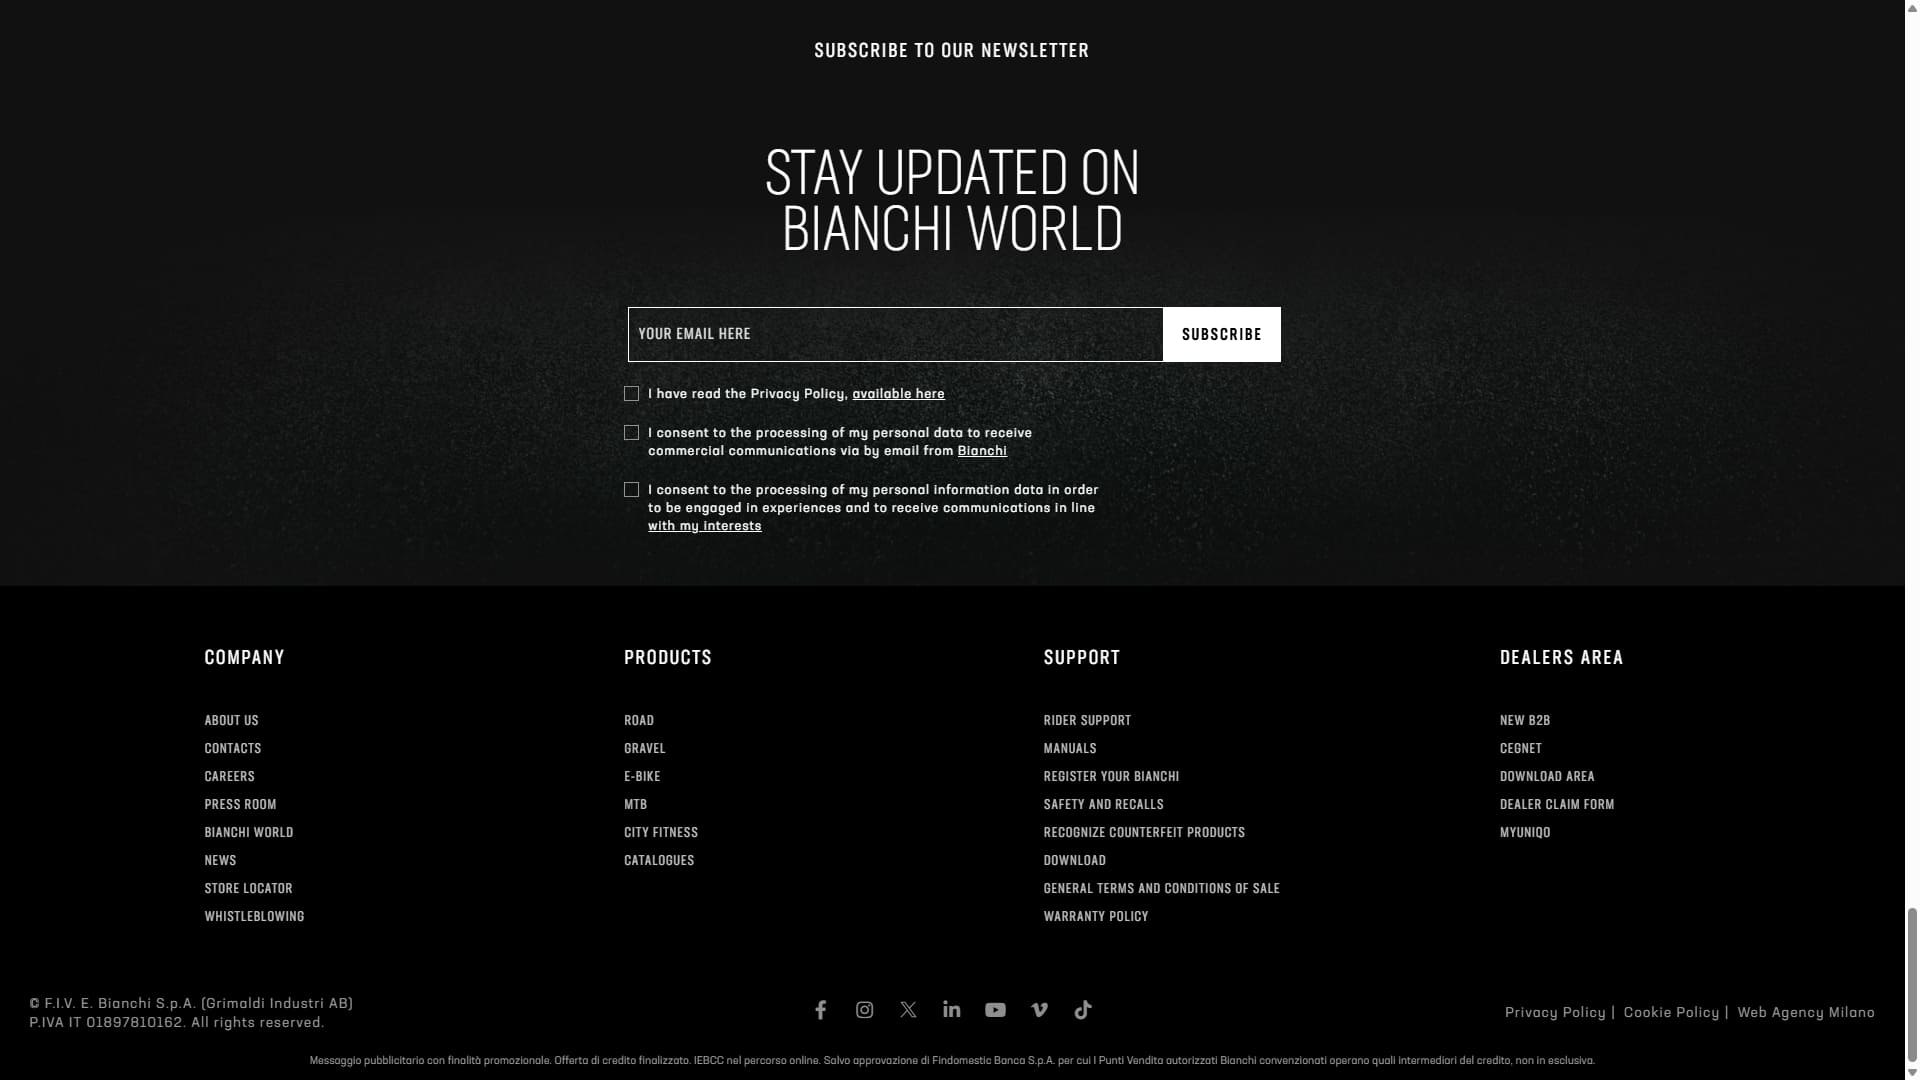 SUBSCRIBE TO OUR NEWSLETTER
STAY UPDATED ON
BIANCHI WORLD
YOUR EMAIL HERE
SUBSCRIBE
I have read the Privacy Policy, available here
I consent to the processing of my personal data to receive
commercial communications via by email from Bianchi
I consent to the processing of my personal information data in order
to be engaged in experiences and to receive communications in line
with my interests
COMPANY
ABOUT US
CONTACTS
CAREERS
PRESS ROOM
BIANCHI WORLD
NEWS
STORE LOCATOR
WHISTLEBLOWING
PRODUCTS
ROAD
GRAVEL
E-BIKE
MTB
CITY FITNESS
CATALOGUES
SUPPORT
RIDER SUPPORT
MANUALS
REGISTER YOUR BIANCHI
SAFETY AND RECALLS
RECOGNIZE COUNTERFEIT PRODUCTS
DOWNLOAD
GENERAL TERMS AND CONDITIONS OF SALE
WARRANTY POLICY
DEALERS AREA
NEW B2B
CEGNET
DOWNLOAD AREA
DEALER CLAIM FORM
MYUNIQO
© F.I.V. E. Bianchi S.p.A. (Grimaldi Industri AB)
P.IVA IT 01897810162. All rights reserved.
Privacy Policy | Cookie Policy | Web Agency Milano
Messaggio pubblicitario con finalità promozionale. Offerta di credito finalizzato. IEBCC nel percorso online. Salvo approvazione di Findomestic Banca S.p.A. per cui I Punti Vendita autorizzati Bianchi convenzionati operano quali intermediari del credito, non in esclusiva.